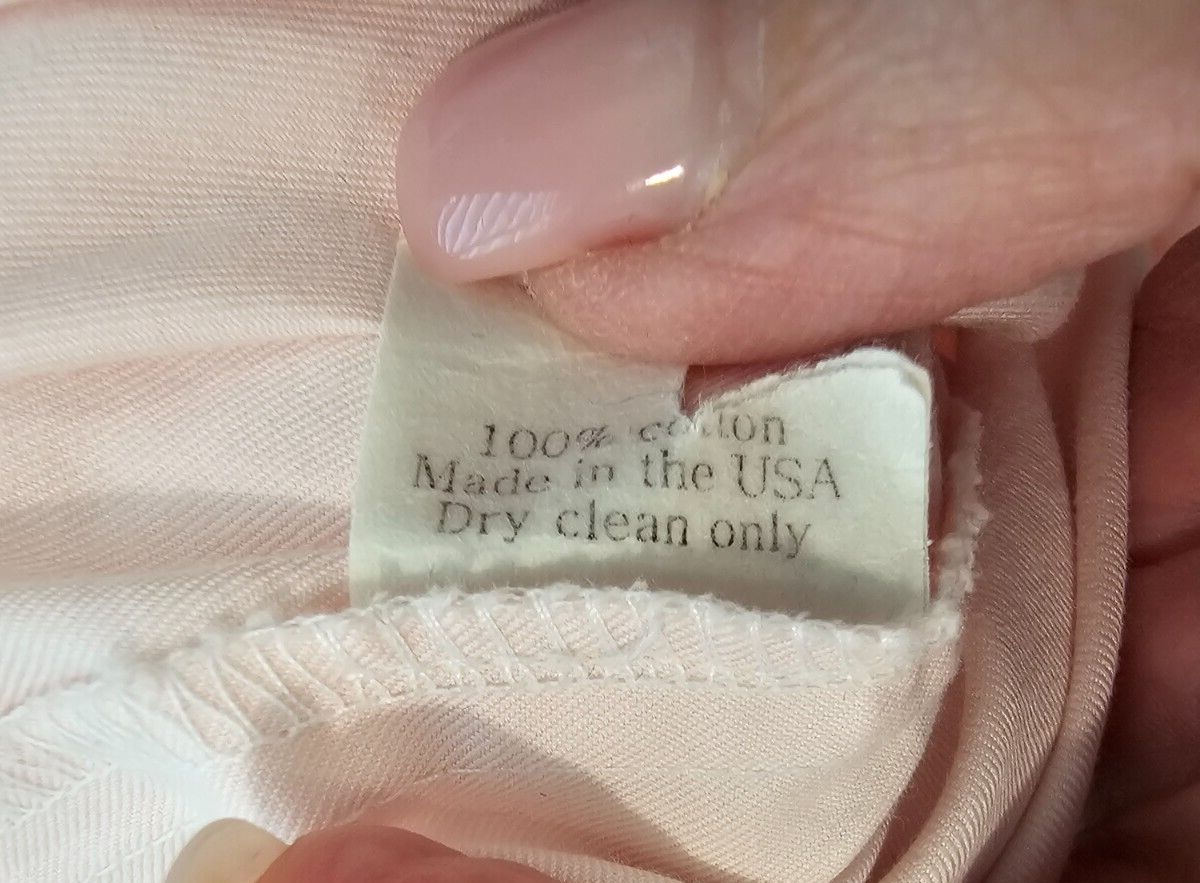 100% cotton
Made in the USA
Dry clean only